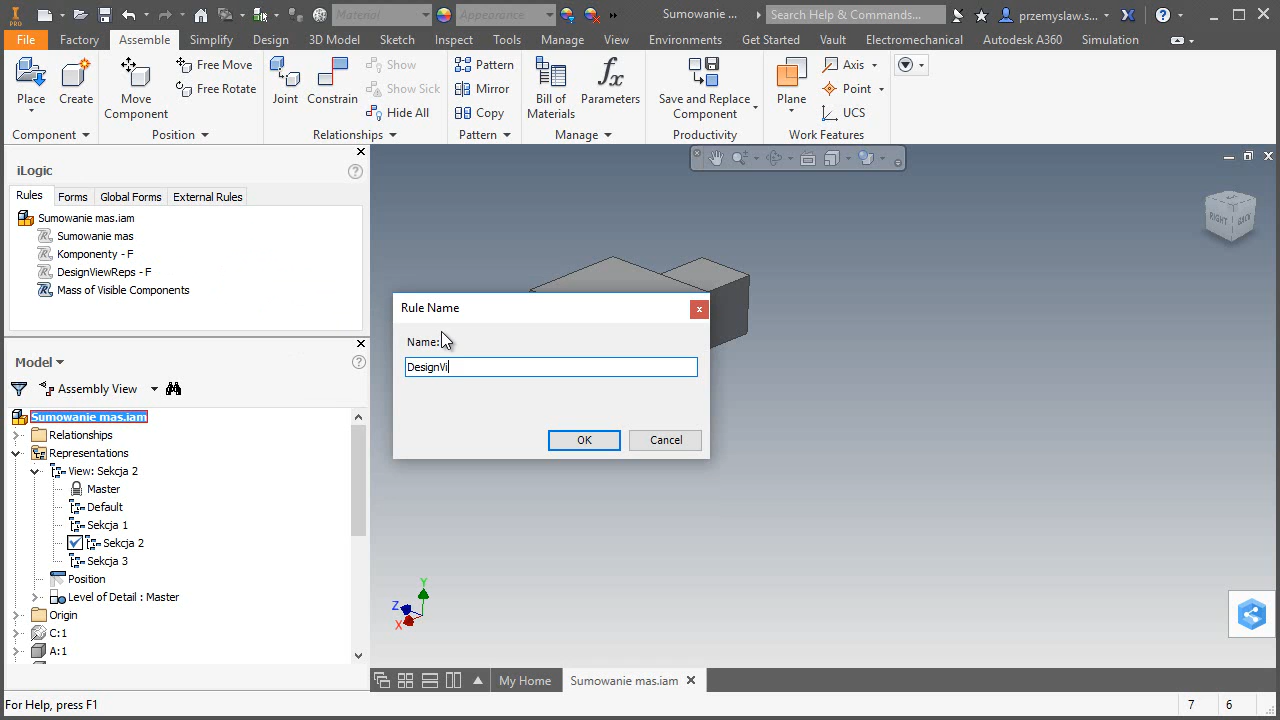 PRO
Material
Appearance
Sumowanie ...
Search Help & Commands...
przemyslaw.s...
File
Factory
Assemble
Simplify
Design
3D Model
Sketch
Inspect
Tools
Manage
View
Environments
Get Started
Vault
Electromechanical
Autodesk A360
Simulation
Place
Create
Component
Move
Component
Free Move
Free Rotate
Position
Joint
Constrain
Show
Show Sick
Hide All
Relationships
Pattern
Mirror
Copy
Pattern
Bill of
Materials
Parameters
Manage
Save and Replace
Component
Productivity
Plane
Axis
Point
UCS
Work Features
iLogic
Rules
Forms
Global Forms
External Rules
Sumowanie mas.iam
Sumowanie mas
Komponenty - F
DesignViewReps - F
Mass of Visible Components
Model
Assembly View
Sumowanie mas.iam
Relationships
Representations
View: Sekcja 2
Master
Default
Sekcja 1
Sekcja 2
Sekcja 3
Position
Level of Detail : Master
Origin
C:1
A:1
Rule Name
Name:
DesignVi
OK
Cancel
RIGHT
BACK
Y
Z
X
My Home
Sumowanie mas.iam
For Help, press F1
7
6